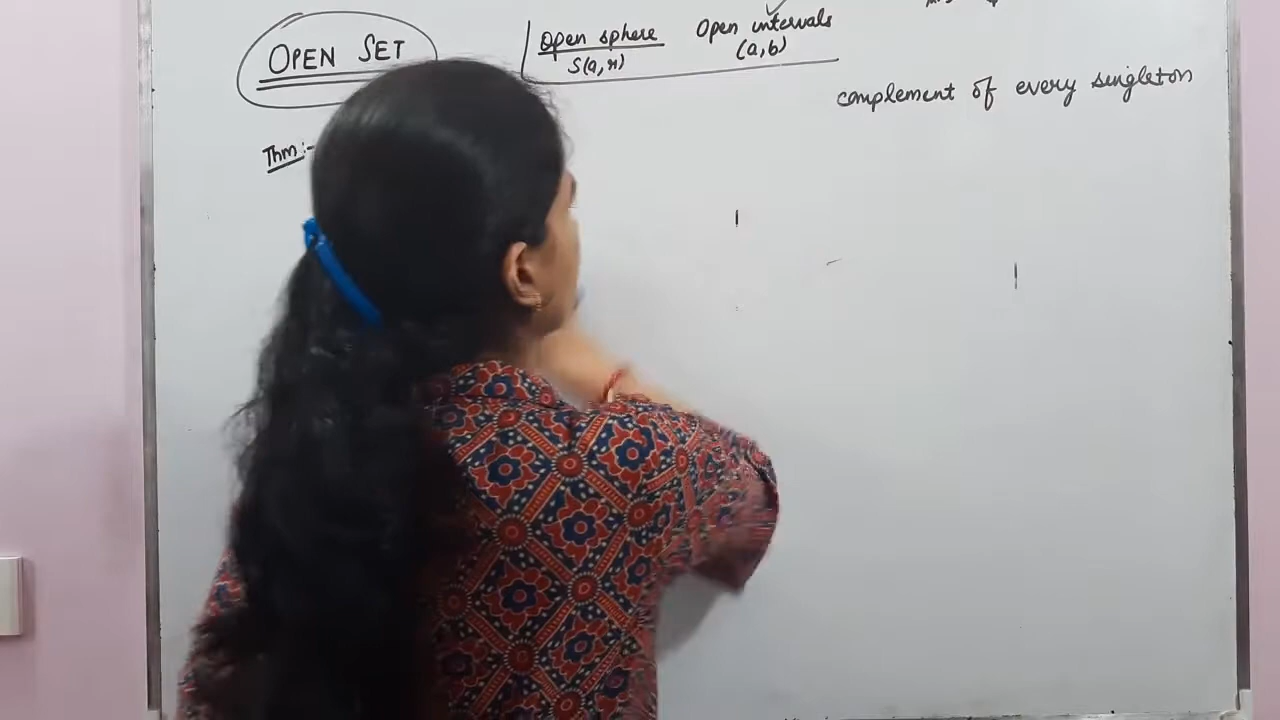 OPEN SET
Open sphere
S(a,r)
Open intervals
(a,b)
complement of every singleton
Thm:-